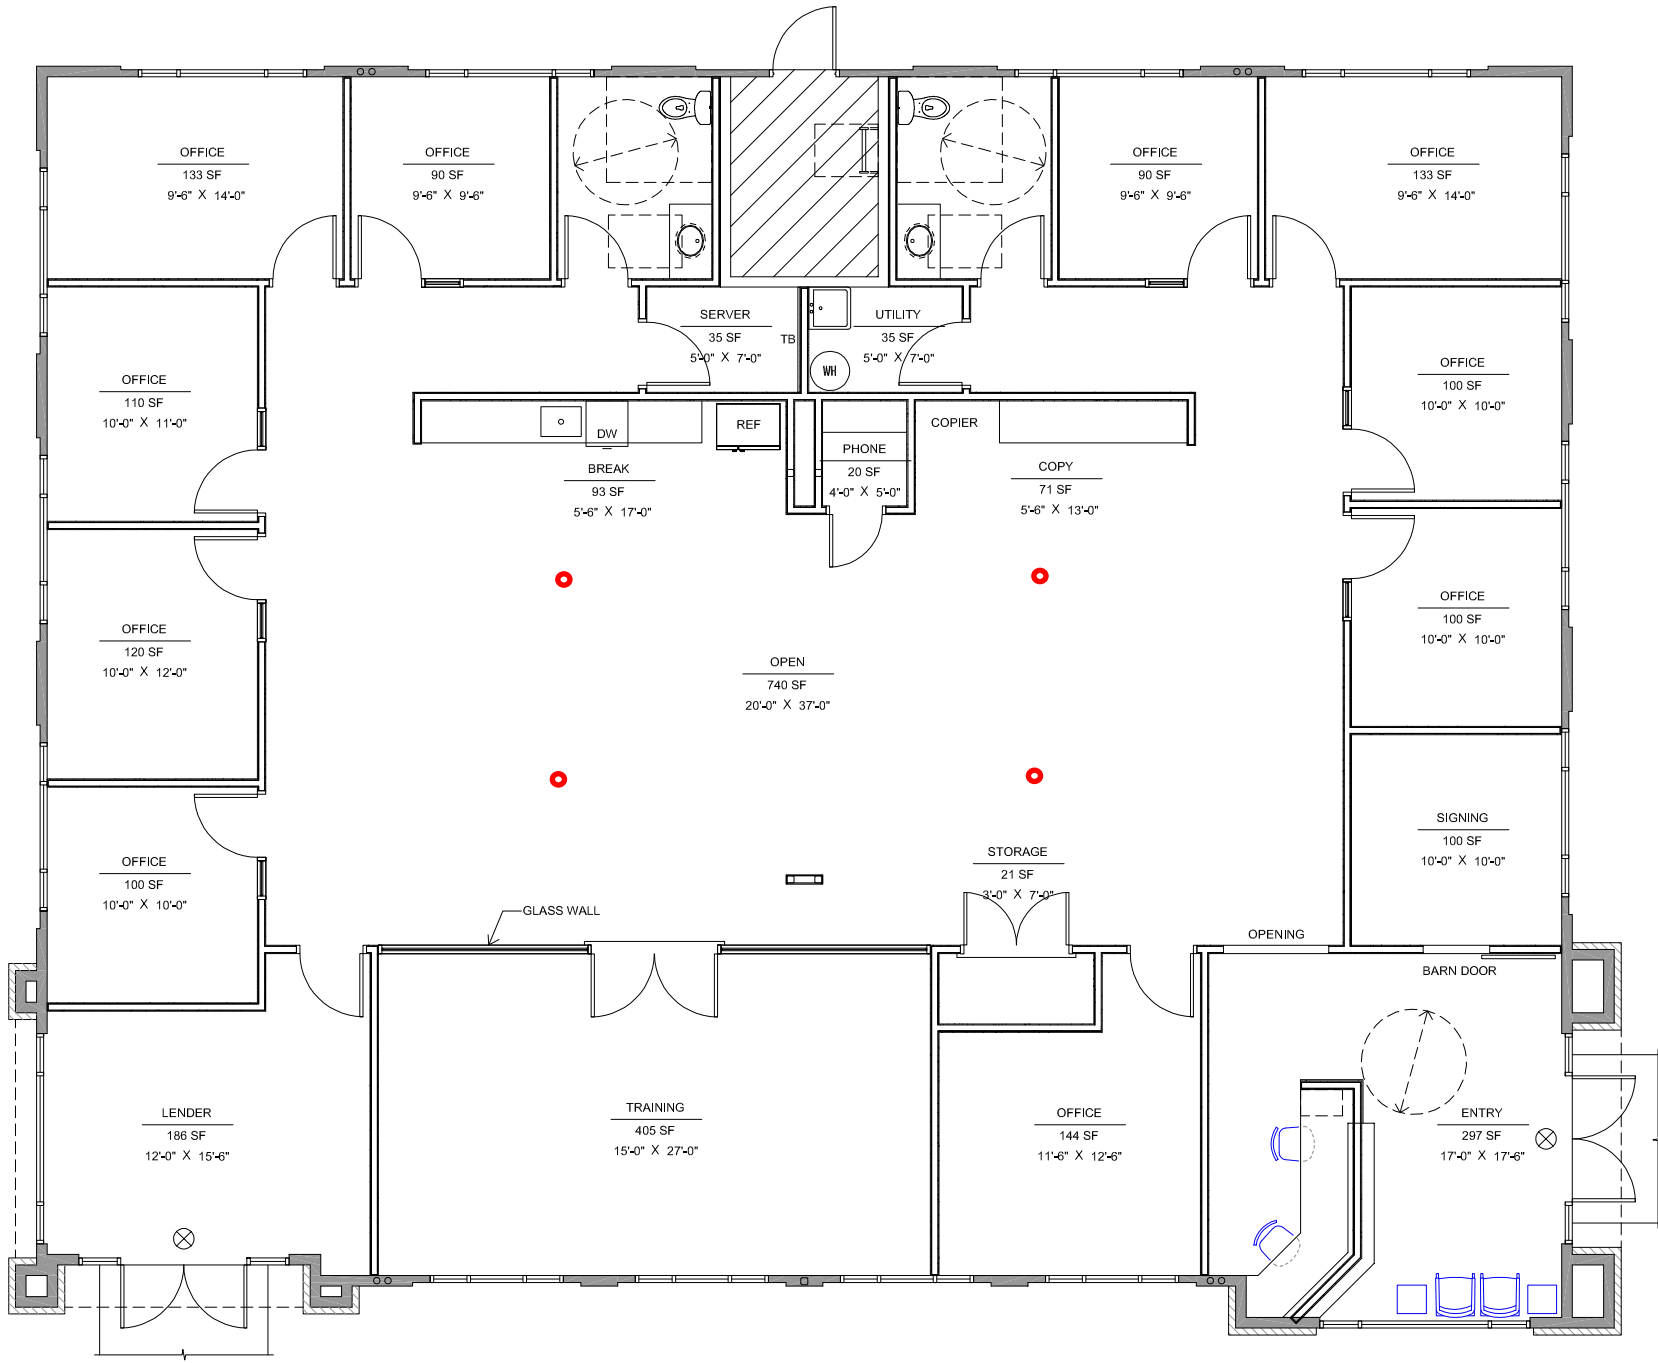 OFFICE
133 SF
9'-6" X 14'-0"
OFFICE
90 SF
9'-6" X 9'-6"
OFFICE
90 SF
9'-6" X 9'-6"
OFFICE
133 SF
9'-6" X 14'-0"
SERVER
35 SF
5'-0" X 7'-0"
TB
UTILITY
35 SF
5'-0" X 7'-0"
WH
OFFICE
110 SF
10'-0" X 11'-0"
OFFICE
100 SF
10'-0" X 10'-0"
DW
REF
BREAK
93 SF
5'-6" X 17'-0"
PHONE
20 SF
4'-0" X 5'-0"
COPIER
COPY
71 SF
5'-6" X 13'-0"
OFFICE
120 SF
10'-0" X 12'-0"
OPEN
740 SF
20'-0" X 37'-0"
OFFICE
100 SF
10'-0" X 10'-0"
OFFICE
100 SF
10'-0" X 10'-0"
STORAGE
21 SF
3'-0" X 7'-0"
SIGNING
100 SF
10'-0" X 10'-0"
GLASS WALL
OPENING
BARN DOOR
LENDER
186 SF
12'-0" X 15'-6"
TRAINING
405 SF
15'-0" X 27'-0"
OFFICE
144 SF
11'-6" X 12'-6"
ENTRY
297 SF
17'-0" X 17'-6"